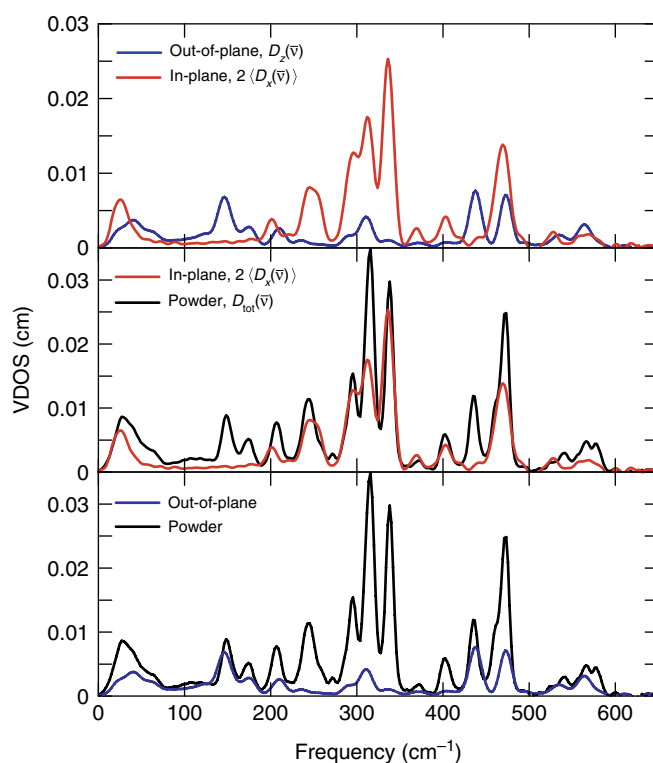 0.03
Out-of-plane, D_z(ν̅)
In-plane, 2 ⟨D_x(ν̅)⟩
0.02
0.01
0
In-plane, 2 ⟨D_x(ν̅)⟩
Powder, D_tot(ν̅)
0.03
0.02
0.01
0
VDOS (cm)
Out-of-plane
Powder
0.03
0.02
0.01
0
0 100 200 300 400 500 600
Frequency (cm⁻¹)